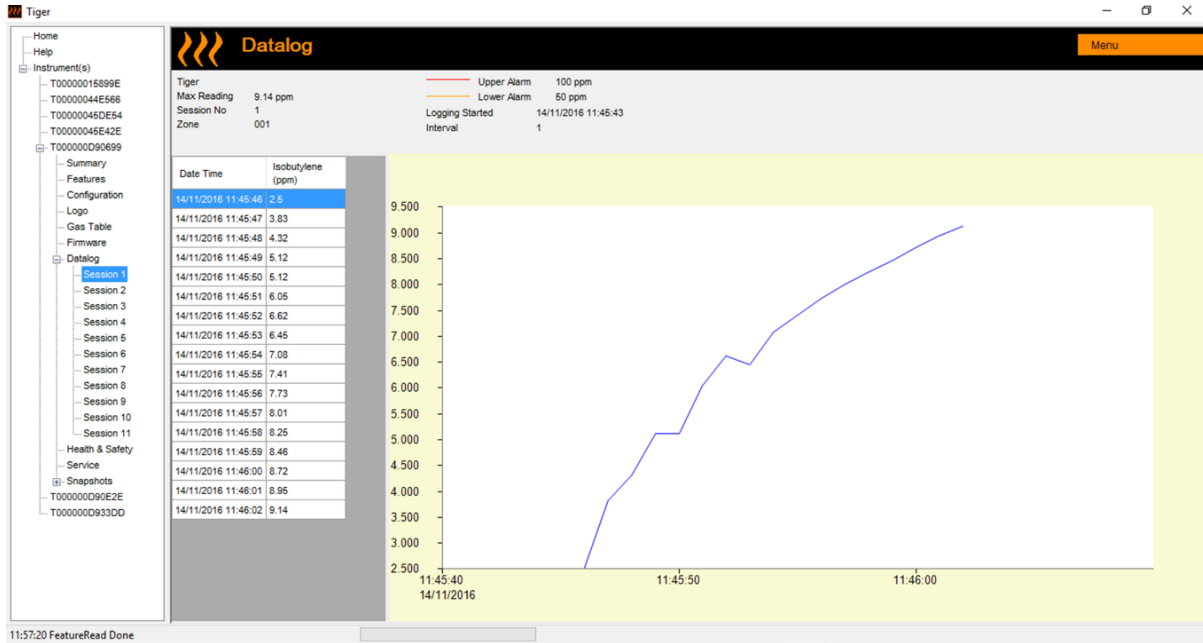 Tiger
Home
Help
Instrument(s)
T00000015899E
T00000044E566
T00000045DE54
T00000045E42E
T000000D90699
Summary
Features
Configuration
Logo
Gas Table
Firmware
Datalog
Session 1
Session 2
Session 3
Session 4
Session 5
Session 6
Session 7
Session 8
Session 9
Session 10
Session 11
Health & Safety
Service
Snapshots
T000000D90E2E
T000000D933DD
Datalog
Menu
Tiger
Max Reading 9.14 ppm
Session No 1
Zone 001
Upper Alarm 100 ppm
Lower Alarm 50 ppm
Logging Started 14/11/2016 11:45:43
Interval 1
Date Time Isobutylene (ppm)
14/11/2016 11:45:46 2.5
14/11/2016 11:45:47 3.83
14/11/2016 11:45:48 4.32
14/11/2016 11:45:49 5.12
14/11/2016 11:45:50 5.12
14/11/2016 11:45:51 6.05
14/11/2016 11:45:52 6.62
14/11/2016 11:45:53 6.45
14/11/2016 11:45:54 7.08
14/11/2016 11:45:55 7.41
14/11/2016 11:45:56 7.73
14/11/2016 11:45:57 8.01
14/11/2016 11:45:58 8.25
14/11/2016 11:45:59 8.46
14/11/2016 11:46:00 8.72
14/11/2016 11:46:01 8.95
14/11/2016 11:46:02 9.14
9.500
9.000
8.500
8.000
7.500
7.000
6.500
6.000
5.500
5.000
4.500
4.000
3.500
3.000
2.500
11:45:40 11:45:50 11:46:00
14/11/2016
11:57:20 FeatureRead Done